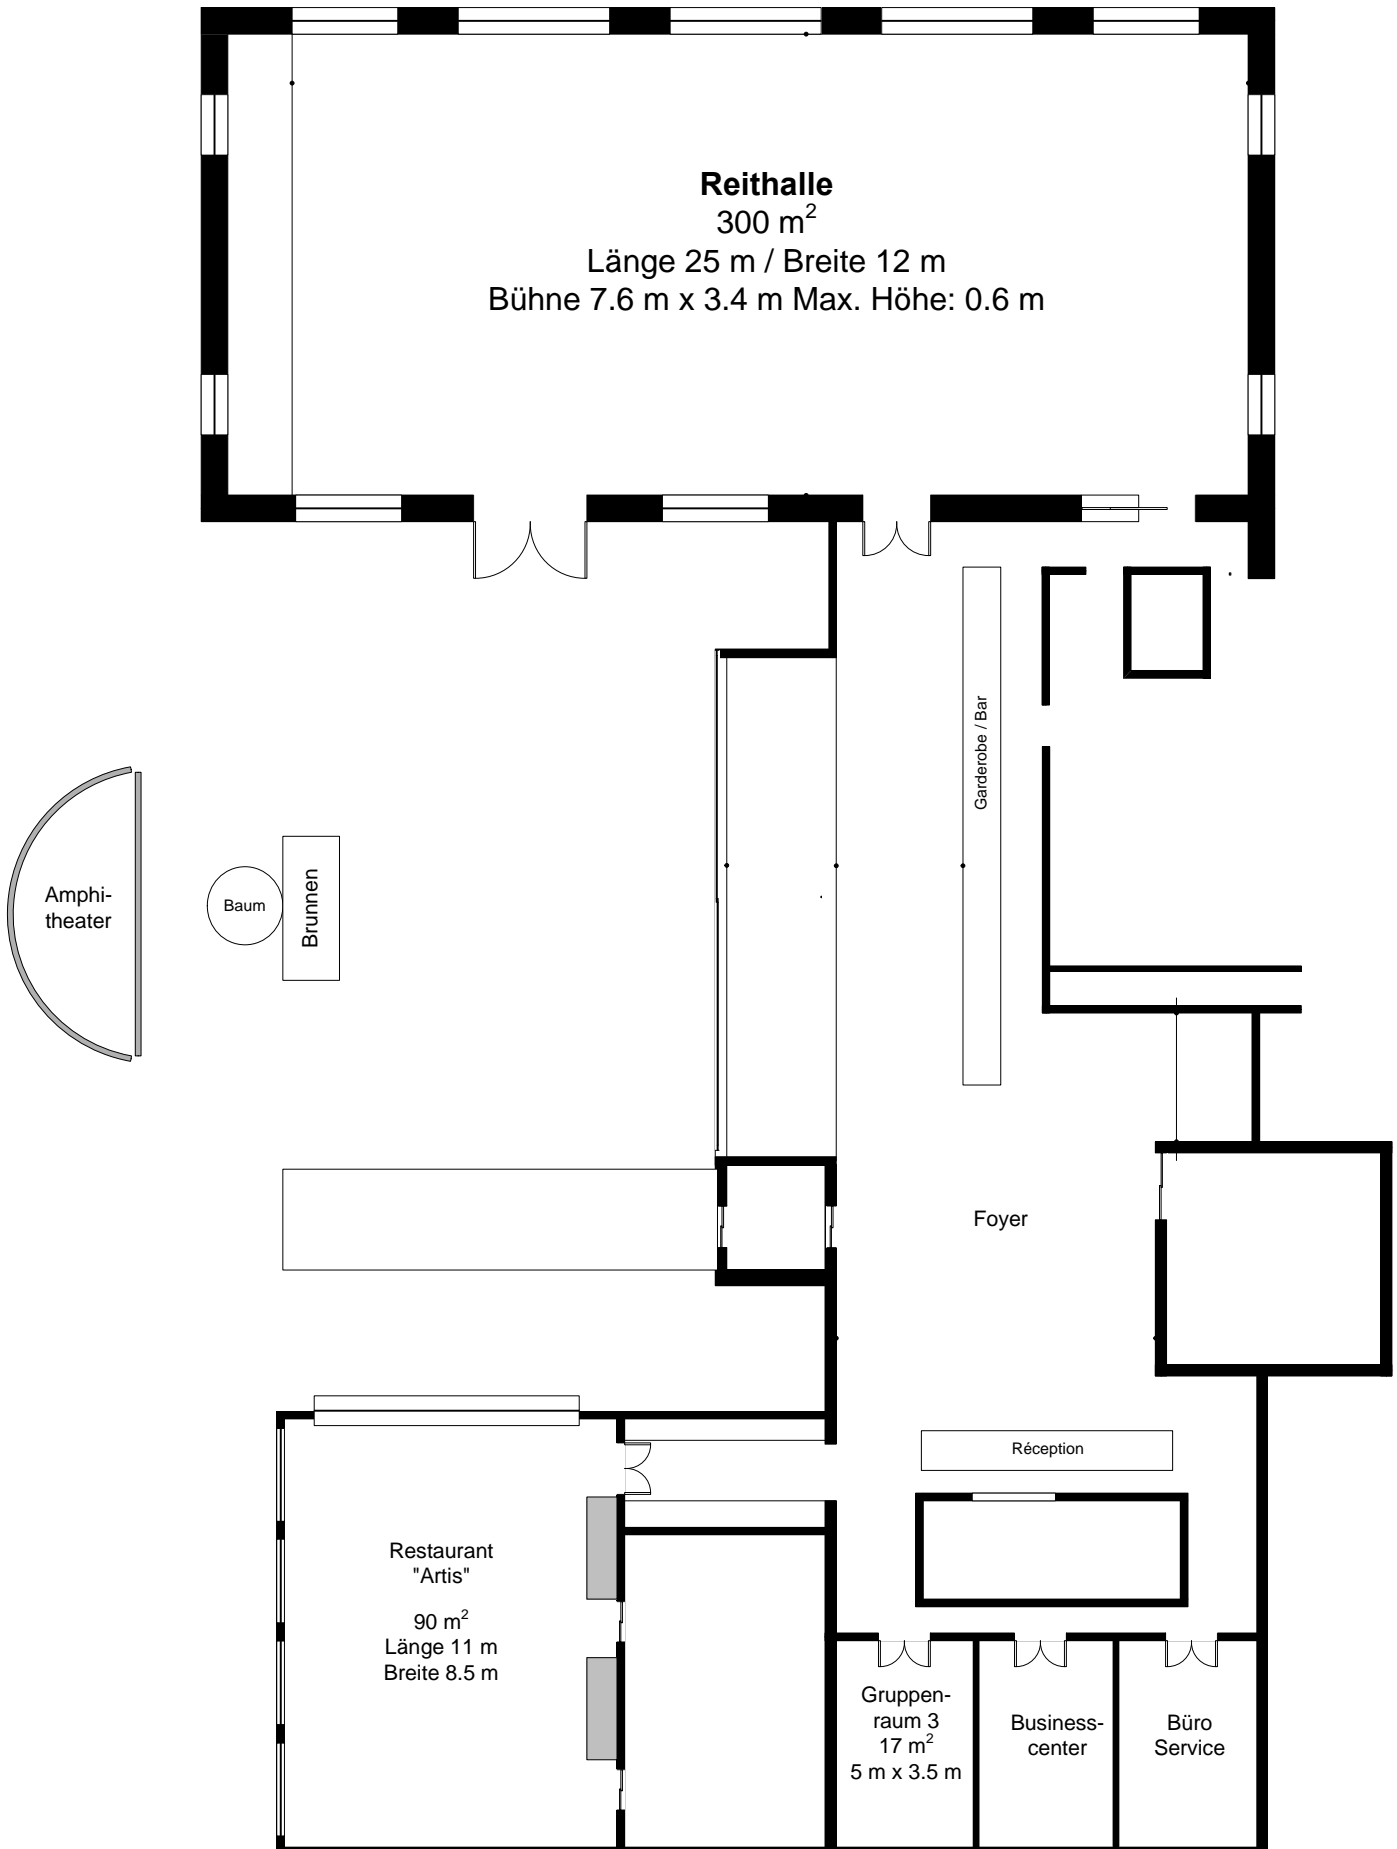 Reithalle
300 m²
Länge 25 m / Breite 12 m
Bühne 7.6 m x 3.4 m Max. Höhe: 0.6 m
Garderobe / Bar
Amphi-
theater
Baum
Brunnen
Foyer
Réception
Restaurant
"Artis"
90 m²
Länge 11 m
Breite 8.5 m
Gruppen-
raum 3
17 m²
5 m x 3.5 m
Business-
center
Büro
Service